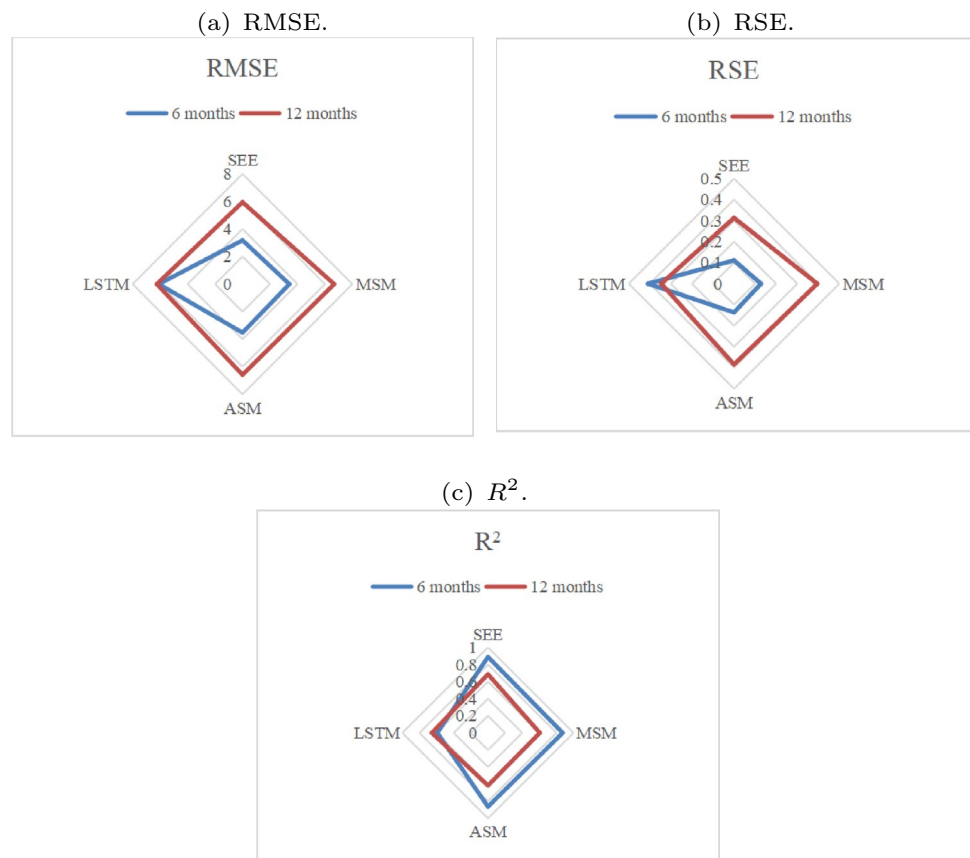 (a) RMSE.
RMSE
6 months 12 months
SEE
8
6
4
2
0
LSTM
MSM
ASM
(b) RSE.
RSE
6 months 12 months
SEE
0.5
0.4
0.3
0.2
0.1
0
LSTM
MSM
ASM
(c) R².
R²
6 months 12 months
SEE
1
0.8
0.6
0.4
0.2
0
LSTM
MSM
ASM